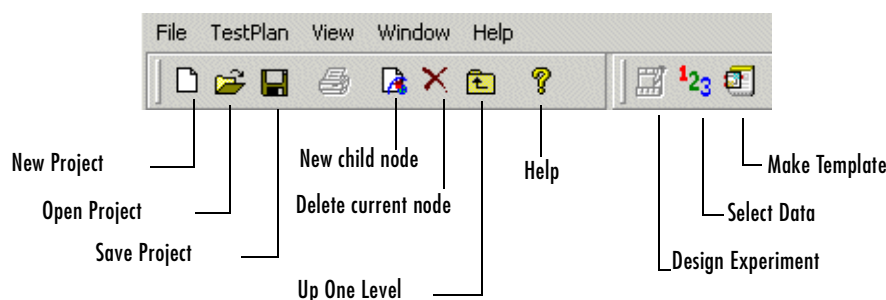 File TestPlan View Window Help
123
New Project
New child node
Help
Make Template
Open Project
Delete current node
Select Data
Save Project
Design Experiment
Up One Level